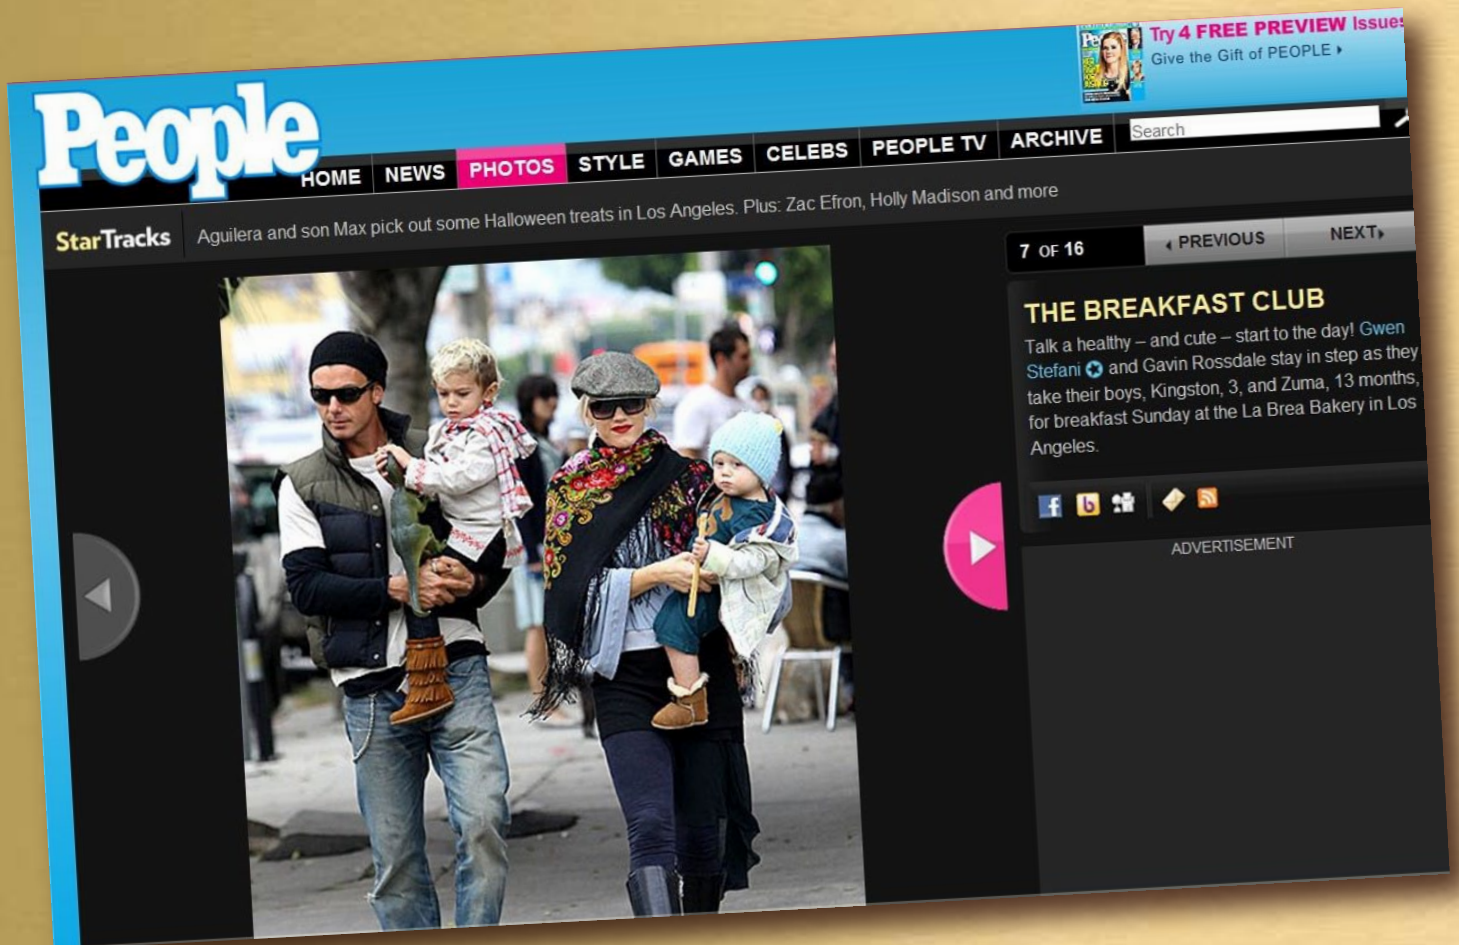 Try 4 FREE PREVIEW Issues
Give the Gift of PEOPLE
People
HOME NEWS PHOTOS STYLE GAMES CELEBS PEOPLE TV ARCHIVE Search
StarTracks Aguilera and son Max pick out some Halloween treats in Los Angeles. Plus: Zac Efron, Holly Madison and more
7 OF 16 PREVIOUS NEXT
THE BREAKFAST CLUB
Talk a healthy – and cute – start to the day! Gwen
Stefani and Gavin Rossdale stay in step as they
take their boys, Kingston, 3, and Zuma, 13 months,
for breakfast Sunday at the La Brea Bakery in Los
Angeles.
f b
ADVERTISEMENT